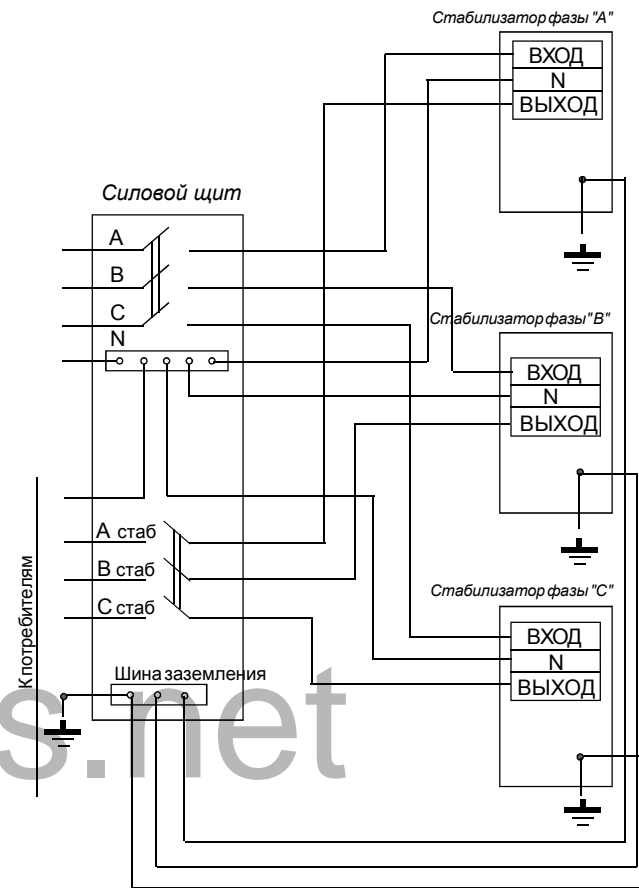 Стабилизатор фазы "А"
ВХОД
N
ВЫХОД
Силовой щит
А
В
С
N
Стабилизатор фазы "В"
ВХОД
N
ВЫХОД
А стаб
В стаб
С стаб
К потребителям
Стабилизатор фазы "С"
ВХОД
N
ВЫХОД
Шина заземления
s.net